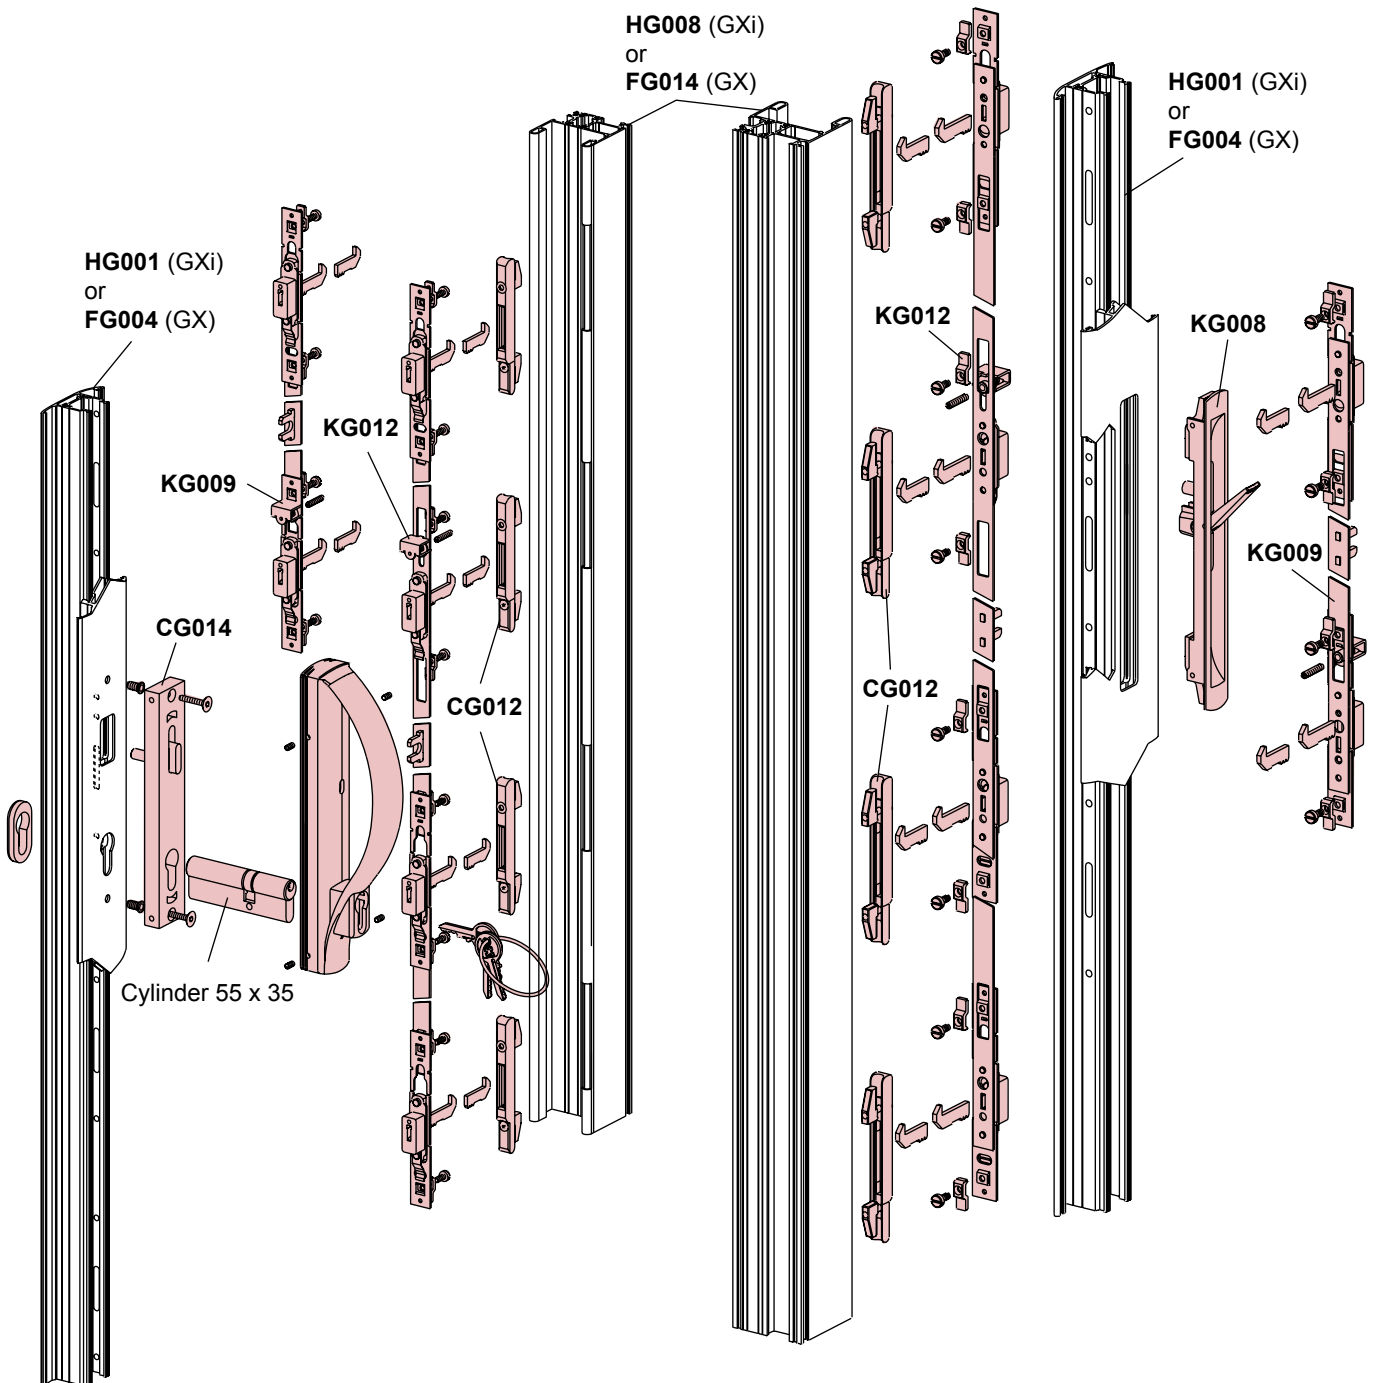 HG008 (GXi)
or
FG014 (GX)
HG001 (GXi)
or
FG004 (GX)
HG001 (GXi)
or
FG004 (GX)
KG012
KG008
KG012
KG009
KG009
CG014
CG012
CG012
Cylinder 55 x 35